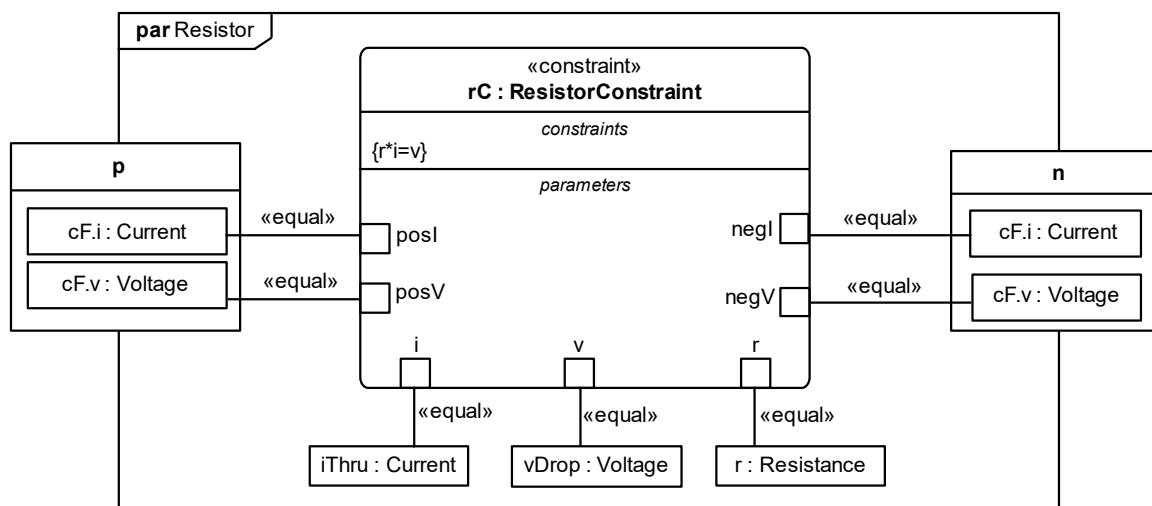 par Resistor
«constraint»
rC : ResistorConstraint
constraints
{r*i=v}
parameters
p
cF.i : Current
cF.v : Voltage
«equal»
«equal»
posI
posV
negI
negV
«equal»
«equal»
n
cF.i : Current
cF.v : Voltage
i
v
r
«equal»
«equal»
«equal»
iThru : Current
vDrop : Voltage
r : Resistance